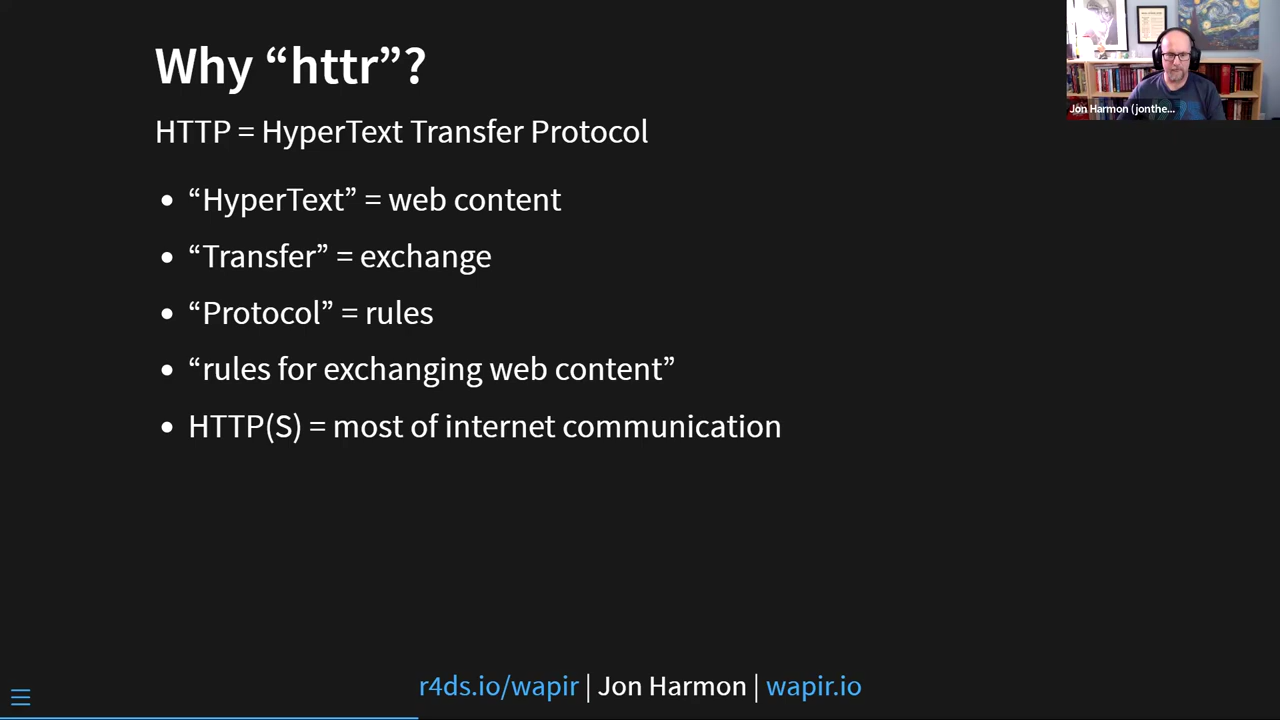 Why “httr”?
HTTP = HyperText Transfer Protocol
• “HyperText” = web content
• “Transfer” = exchange
• “Protocol” = rules
• “rules for exchanging web content”
• HTTP(S) = most of internet communication
Jon Harmon (jonthe...
r4ds.io/wapir | Jon Harmon | wapir.io